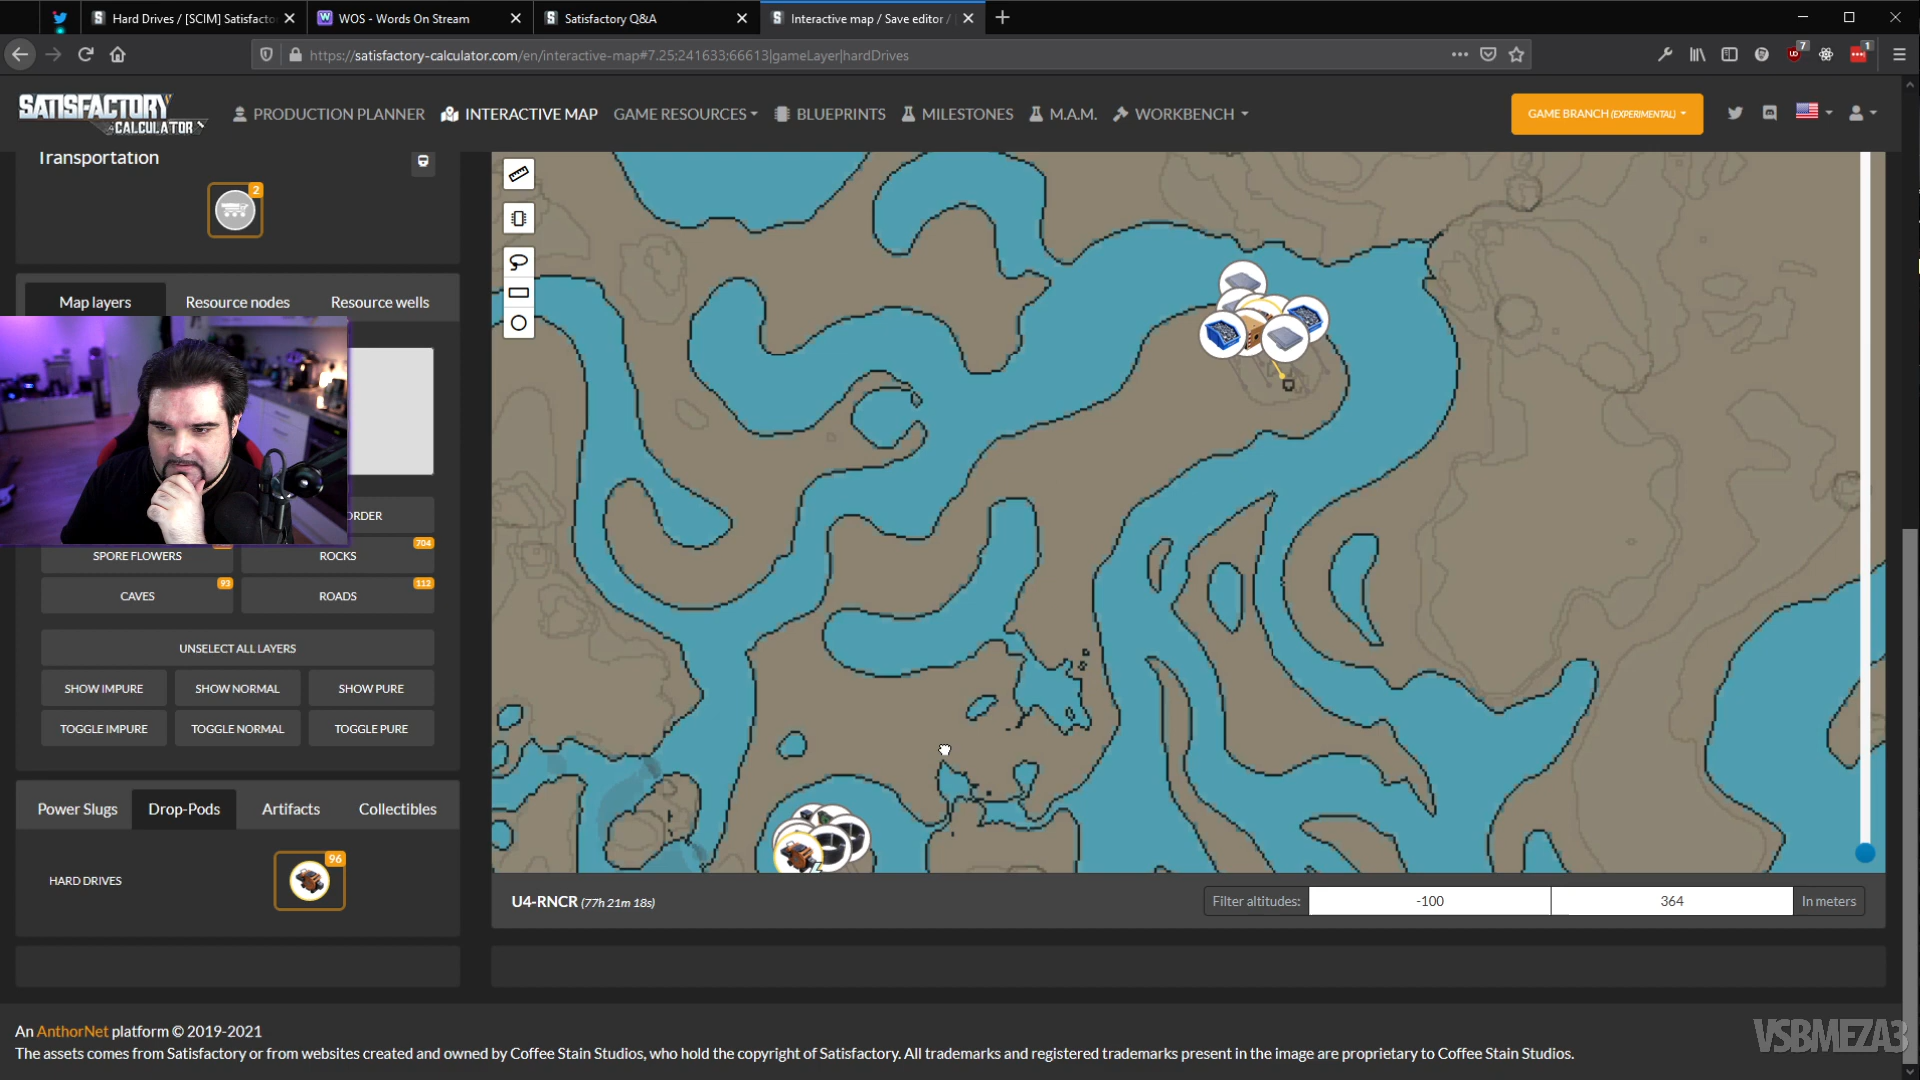 Hard Drives / [SCIM] Satisfacto
WOS - Words On Stream
Satisfactory Q&A
Interactive map / Save editor /
https://satisfactory-calculator.com/en/interactive-map#7.25;241633;66613|gameLayer|hardDrives
7
1
SATISFACTORY
CALCULATOR
PRODUCTION PLANNER
INTERACTIVE MAP
GAME RESOURCES
BLUEPRINTS
MILESTONES
M.A.M.
WORKBENCH
GAME BRANCH (EXPERIMENTAL)
Transportation
2
Map layers
Resource nodes
Resource wells
ORDER
SPORE FLOWERS
ROCKS
704
CAVES
93
ROADS
112
UNSELECT ALL LAYERS
SHOW IMPURE
SHOW NORMAL
SHOW PURE
TOGGLE IMPURE
TOGGLE NORMAL
TOGGLE PURE
Power Slugs
Drop-Pods
Artifacts
Collectibles
HARD DRIVES
96
U4-RNCR (77h 21m 18s)
Filter altitudes:
-100
364
In meters
An AnthorNet platform © 2019-2021
The assets comes from Satisfactory or from websites created and owned by Coffee Stain Studios, who hold the copyright of Satisfactory. All trademarks and registered trademarks present in the image are proprietary to Coffee Stain Studios.
VSBMEZA3